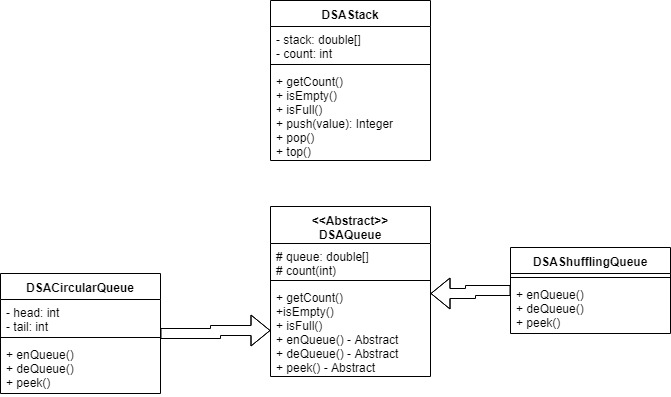 DSAStack
- stack: double[]
- count: int
+ getCount()
+ isEmpty()
+ isFull()
+ push(value): Integer
+ pop()
+ top()
<<Abstract>>
DSAQueue
# queue: double[]
# count(int)
+ getCount()
+isEmpty()
+ isFull()
+ enQueue() - Abstract
+ deQueue() - Abstract
+ peek() - Abstract
DSAShufflingQueue
+ enQueue()
+ deQueue()
+ peek()
DSACircularQueue
- head: int
- tail: int
+ enQueue()
+ deQueue()
+ peek()